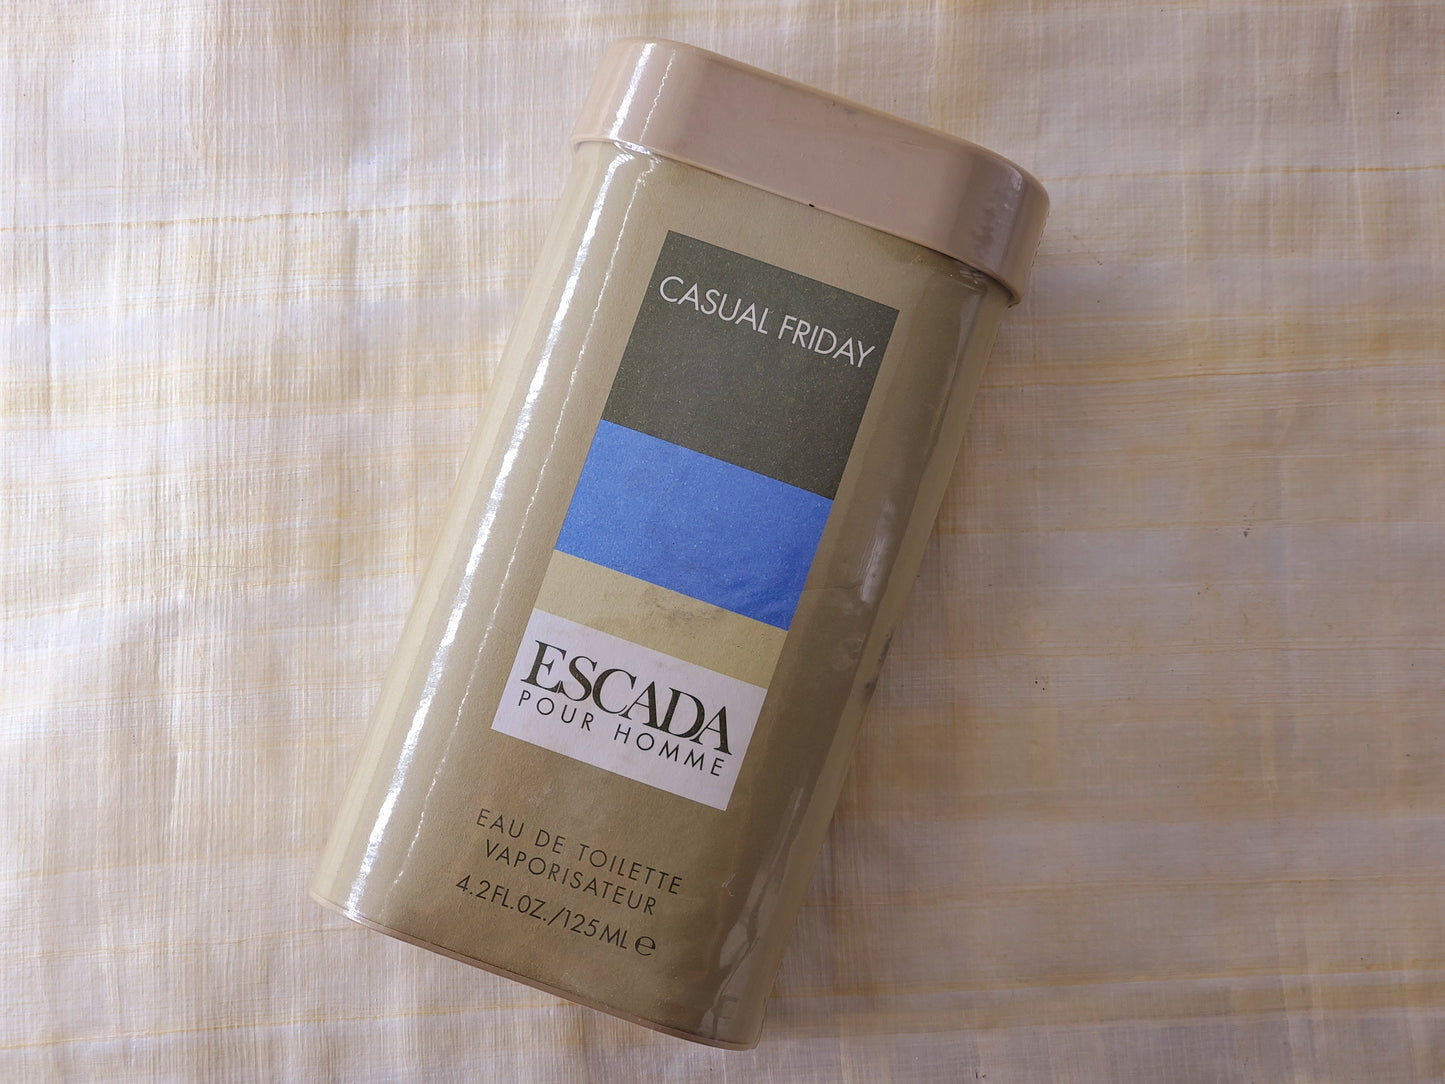 CASUAL FRIDAY
ESCADA
POUR HOMME
EAU DE TOILETTE
VAPORISATEUR
4.2FL.OZ./125ML ℮